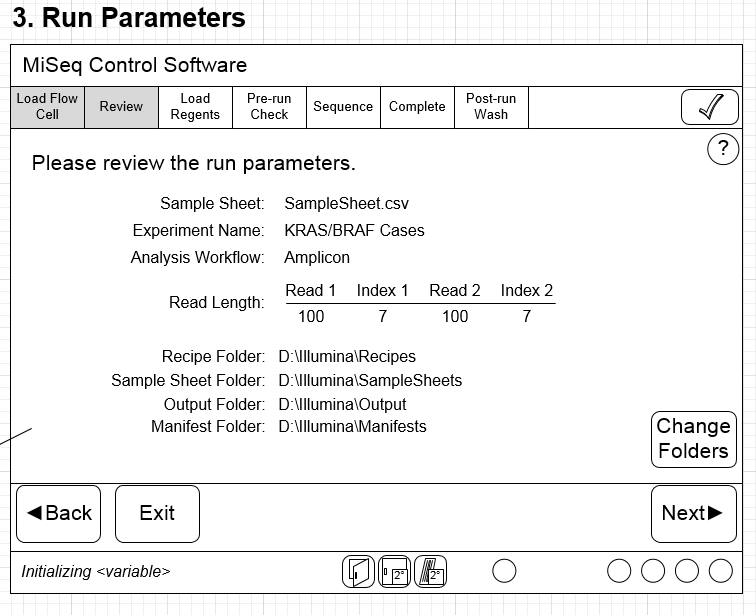 3. Run Parameters
MiSeq Control Software
Load Flow Cell
Review
Load Regents
Pre-run Check
Sequence
Complete
Post-run Wash
?
Please review the run parameters.
Sample Sheet: SampleSheet.csv
Experiment Name: KRAS/BRAF Cases
Analysis Workflow: Amplicon
Read 1 Index 1 Read 2 Index 2
Read Length: 100 7 100 7
Recipe Folder: D:\Illumina\Recipes
Sample Sheet Folder: D:\Illumina\SampleSheets
Output Folder: D:\Illumina\Output
Manifest Folder: D:\Illumina\Manifests
Change
Folders
◄Back
Exit
Next►
Initializing <variable>
2°
2°